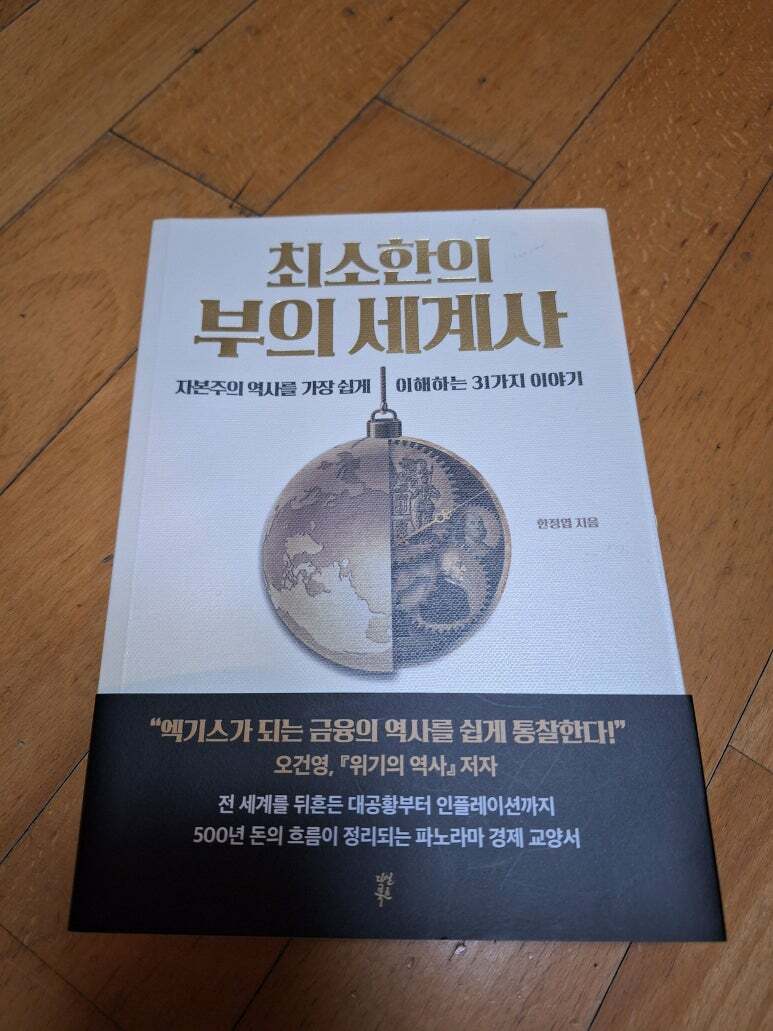 최소한의
부의 세계사
자본주의 역사를 가장 쉽게 이해하는 31가지 이야기
한정엽 지음
“엑기스가 되는 금융의 역사를 쉽게 통찰한다!”
오건영, 『위기의 역사』 저자
전 세계를 뒤흔든 대공황부터 인플레이션까지
500년 돈의 흐름이 정리되는 파노라마 경제 교양서
다산
북스